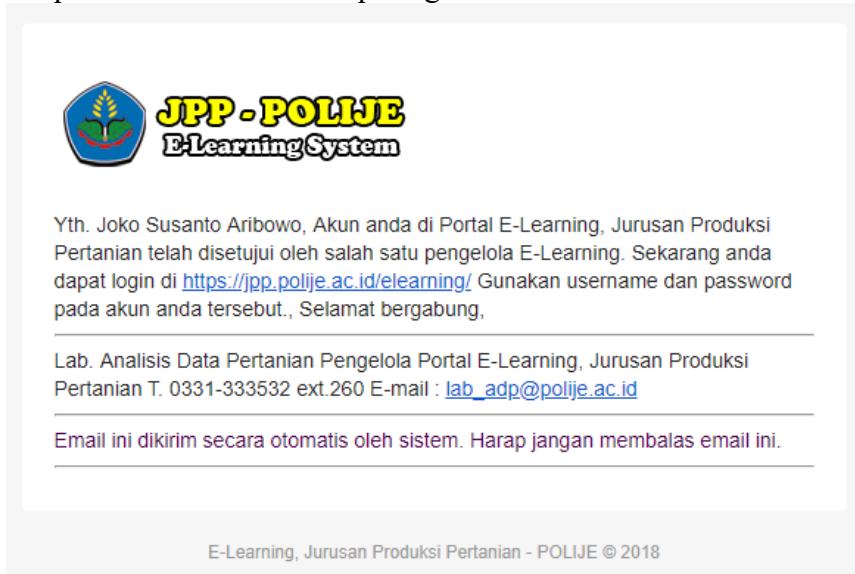 JPP - POLIJE
E-Learning System
Yth. Joko Susanto Aribowo, Akun anda di Portal E-Learning, Jurusan Produksi
Pertanian telah disetujui oleh salah satu pengelola E-Learning. Sekarang anda
dapat login di https://jpp.polije.ac.id/elearning/ Gunakan username dan password
pada akun anda tersebut., Selamat bergabung,
Lab. Analisis Data Pertanian Pengelola Portal E-Learning, Jurusan Produksi
Pertanian T. 0331-333532 ext.260 E-mail : lab_adp@polije.ac.id
Email ini dikirim secara otomatis oleh sistem. Harap jangan membalas email ini.
E-Learning, Jurusan Produksi Pertanian - POLIJE © 2018